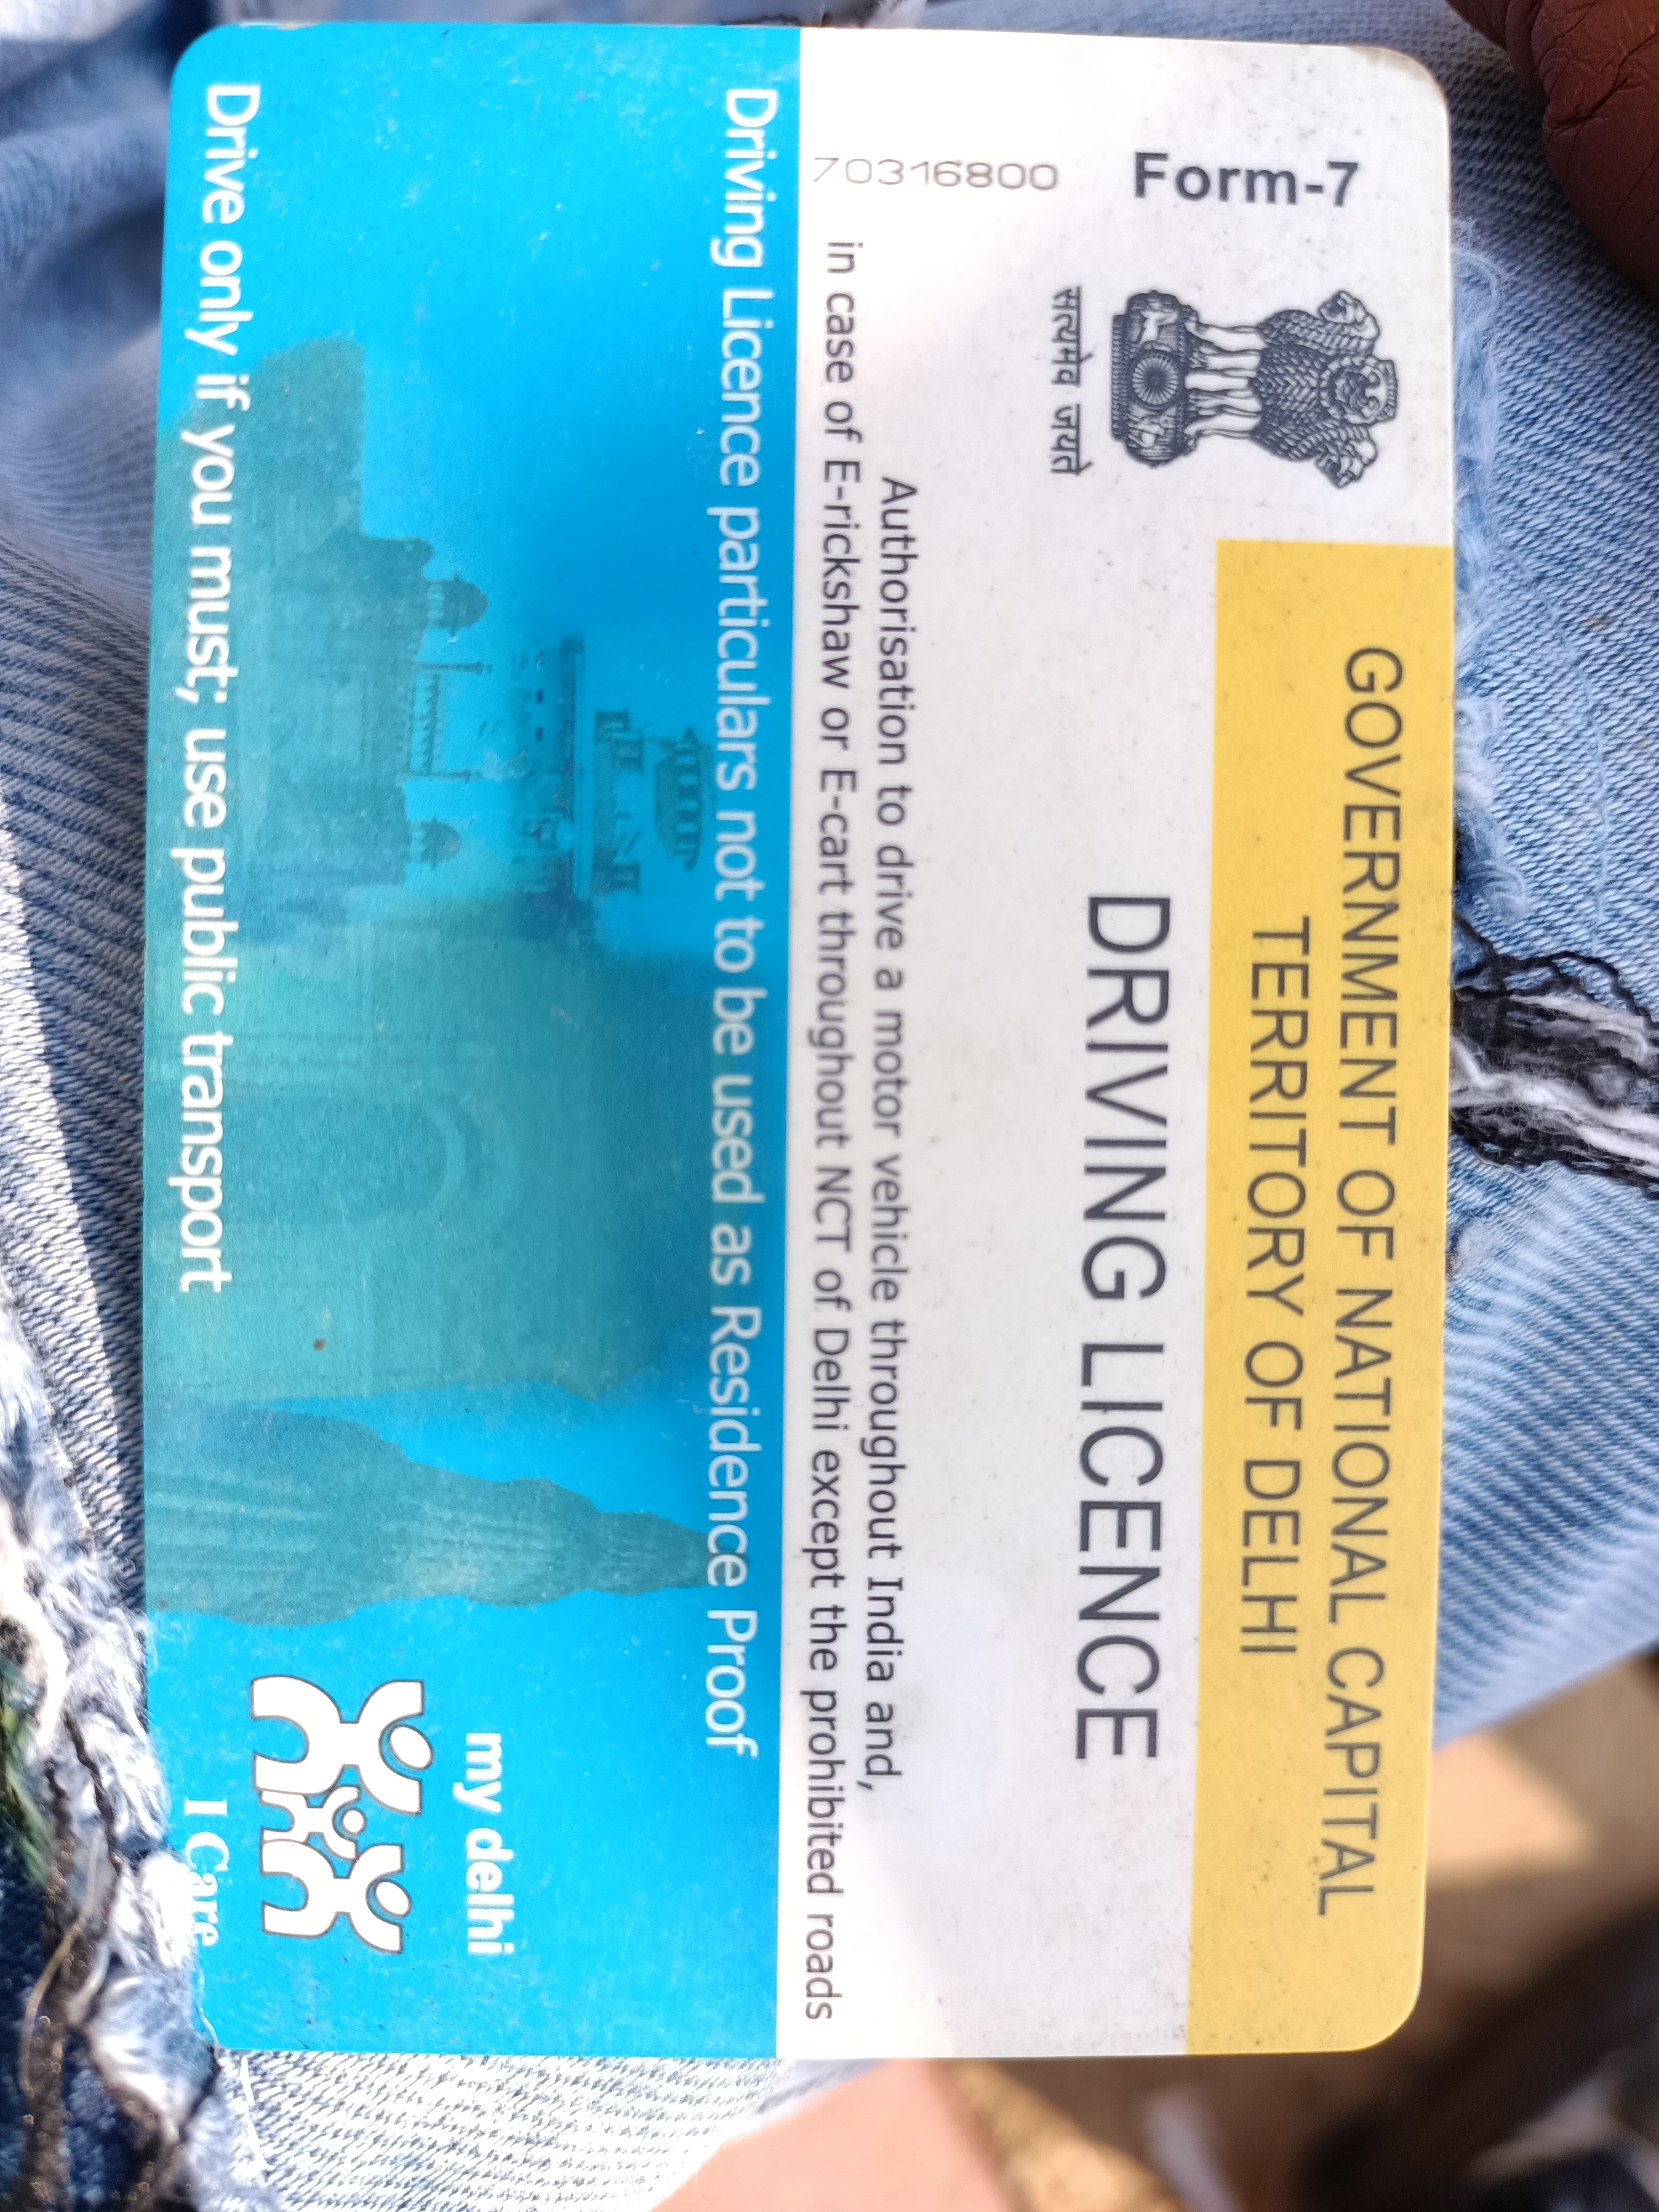 GOVERNMENT OF NATIONAL CAPITAL
TERRITORY OF DELHI
Form-7
सत्यमेव जयते
DRIVING LICENCE
70316800
Authorisation to drive a motor vehicle throughout India and,
in case of E-rickshaw or E-cart throughout NCT of Delhi except the prohibited roads
Driving Licence particulars not to be used as Residence Proof
my delhi
I Care
Drive only if you must; use public transport